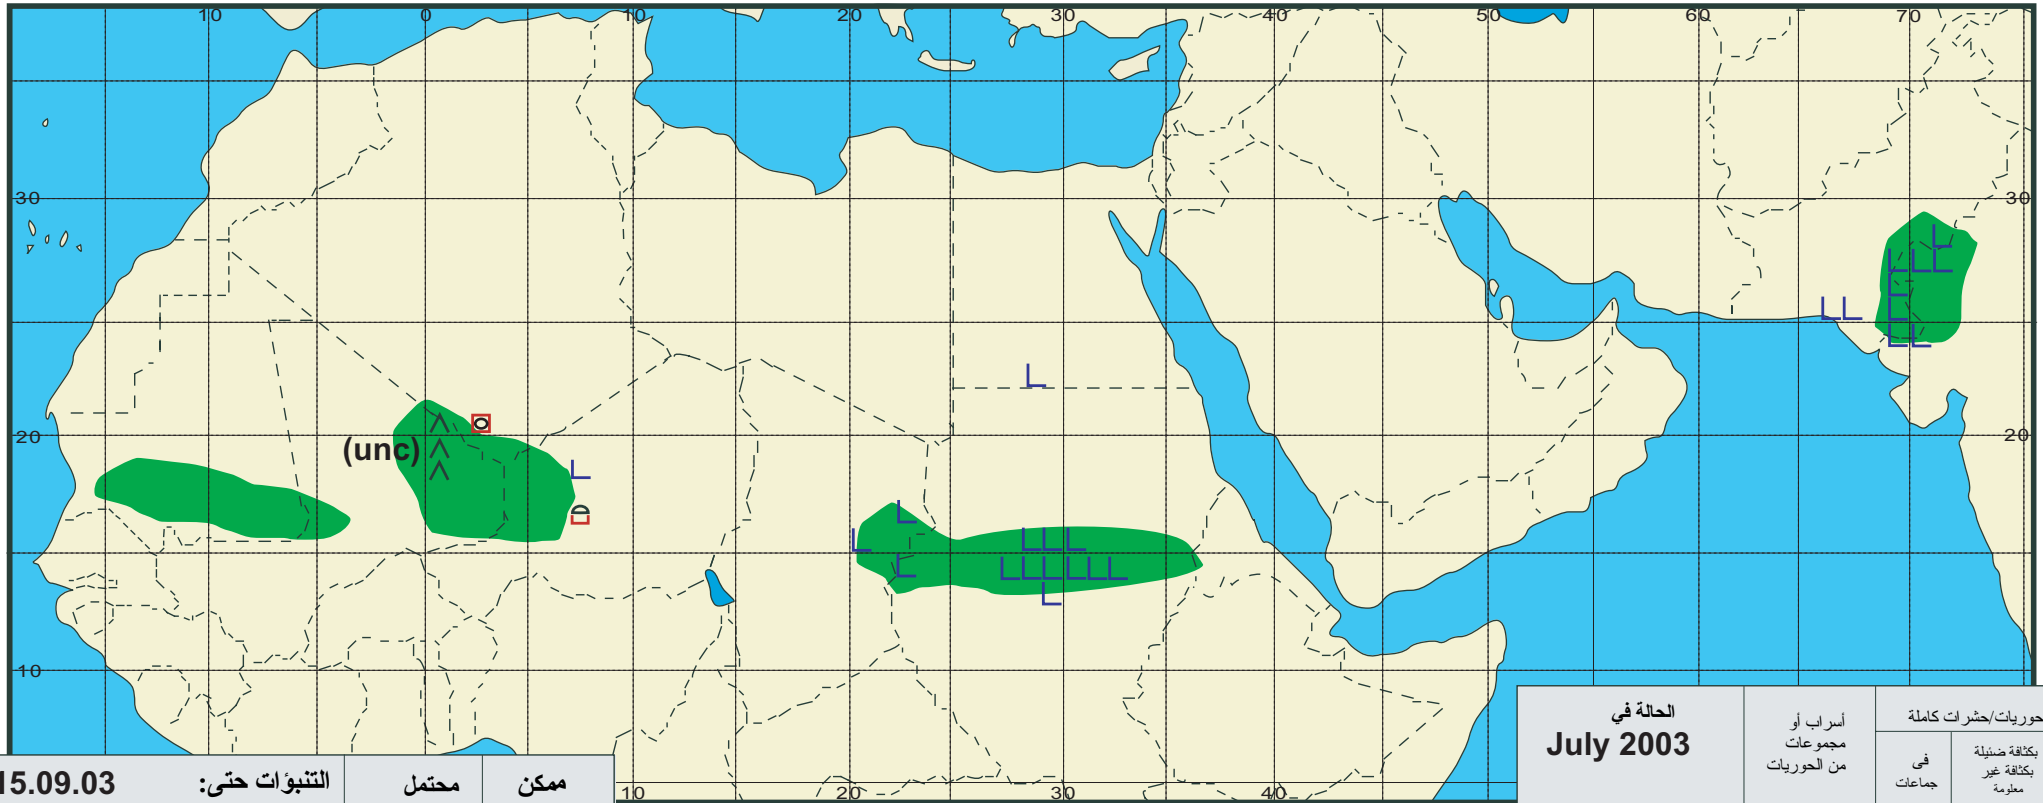 10 0 10 20 30 40 50 60 70
30 30
L
L L L
L
L L L
L L
L
20 20
(unc)
L
L
L
L L L
L L L L L L
L
10
الحالة في
July 2003
أسراب أو
مجموعات
من الحوريات
حوريات/حشرات كاملة
فى
جماعات
بكثافة ضئيلة
بكثافة غير
معلومة
التنبؤات حتى: 15.09.03
محتمل
ممكن
10 20 30 40